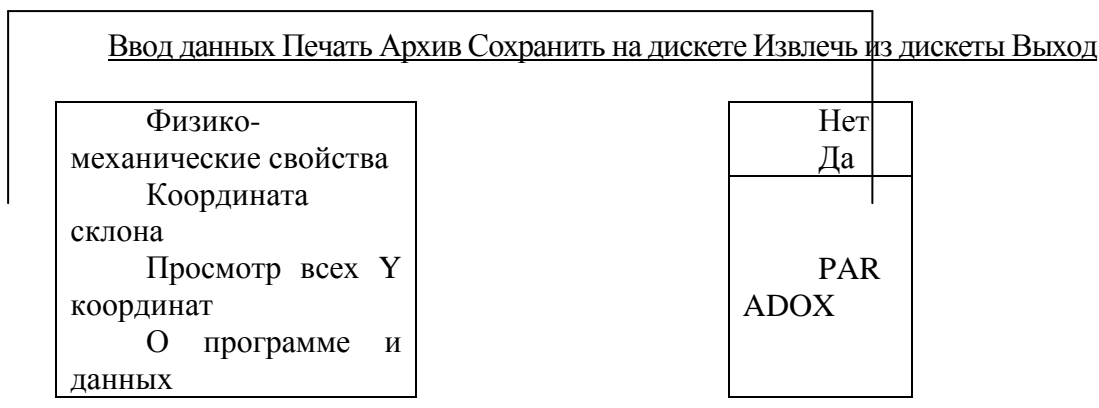 Ввод данных Печать Архив Сохранить на дискете Извлечь из дискеты Выход
Физико-
механические свойства
Координата
склона
Просмотр всех Y
координат
О программе и
данных
Нет
Да
PAR
ADOX